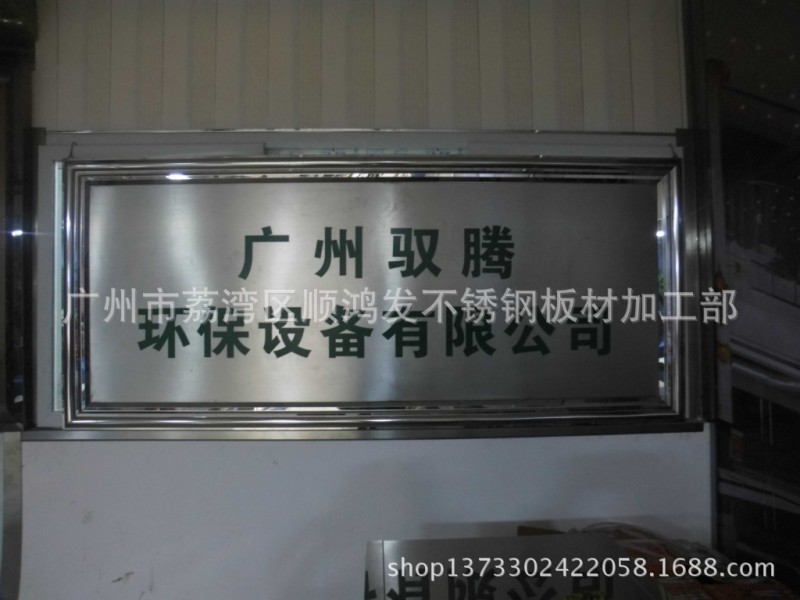 广州驭腾
广州市荔湾区顺鸿发不锈钢板材加工部
环保设备有限公司
shop1373302422058.1688.com